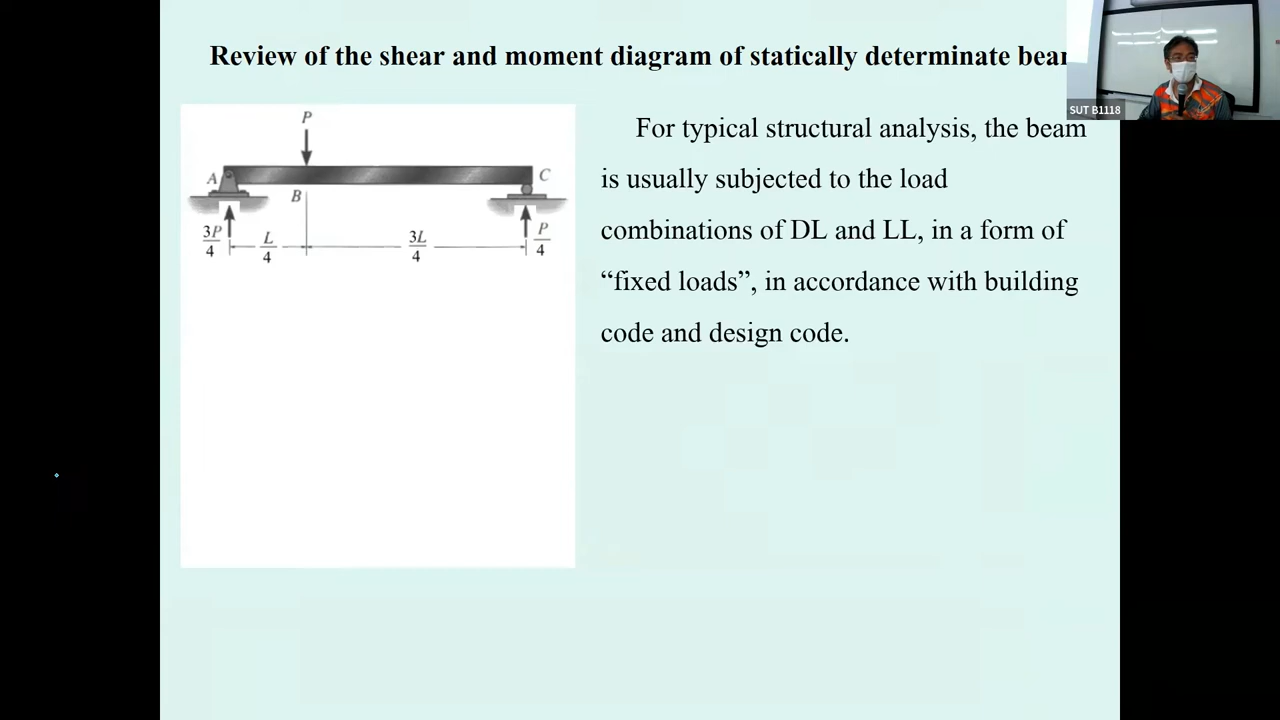 Review of the shear and moment diagram of statically determinate
SUT B1118
P
A
C
B
3P/4
L/4
3L/4
P/4
For typical structural analysis, the beam
is usually subjected to the load
combinations of DL and LL, in a form of
“fixed loads”, in accordance with building
code and design code.